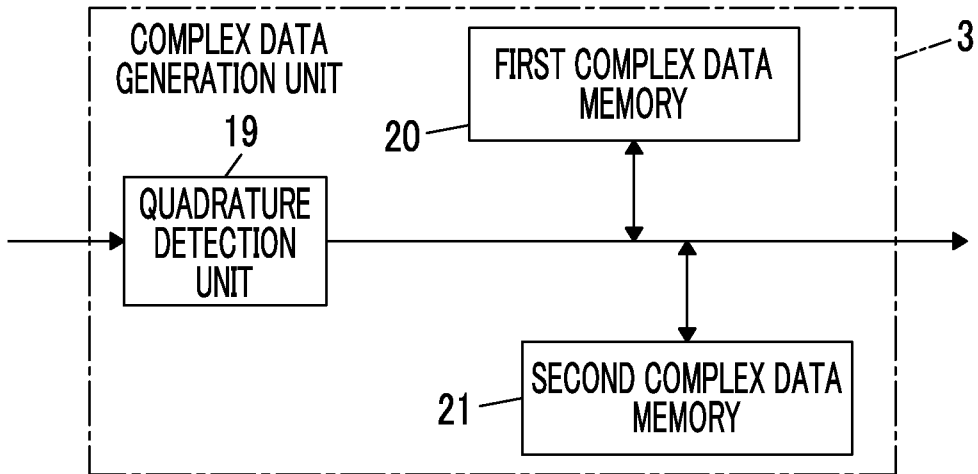 COMPLEX DATA
GENERATION UNIT
3
FIRST COMPLEX DATA
MEMORY
20
19
QUADRATURE
DETECTION
UNIT
SECOND COMPLEX DATA
MEMORY
21